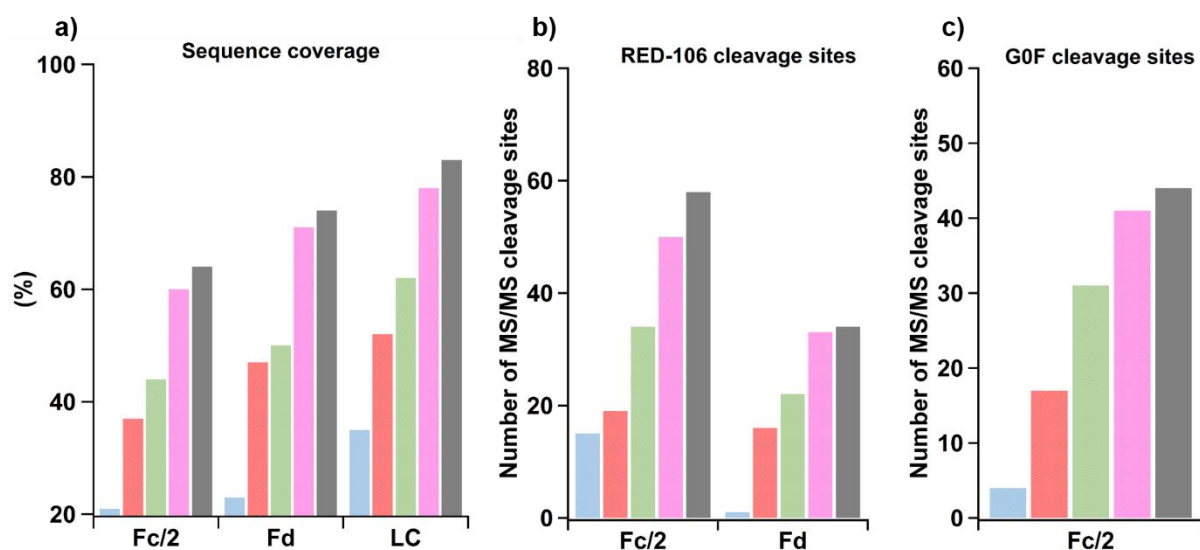 a)
Sequence coverage
(%)
100
80
60
40
20
Fc/2 Fd LC
b)
RED-106 cleavage sites
Number of MS/MS cleavage sites
80
60
40
20
0
Fc/2 Fd
c)
G0F cleavage sites
Number of MS/MS cleavage sites
60
50
40
30
20
10
0
Fc/2